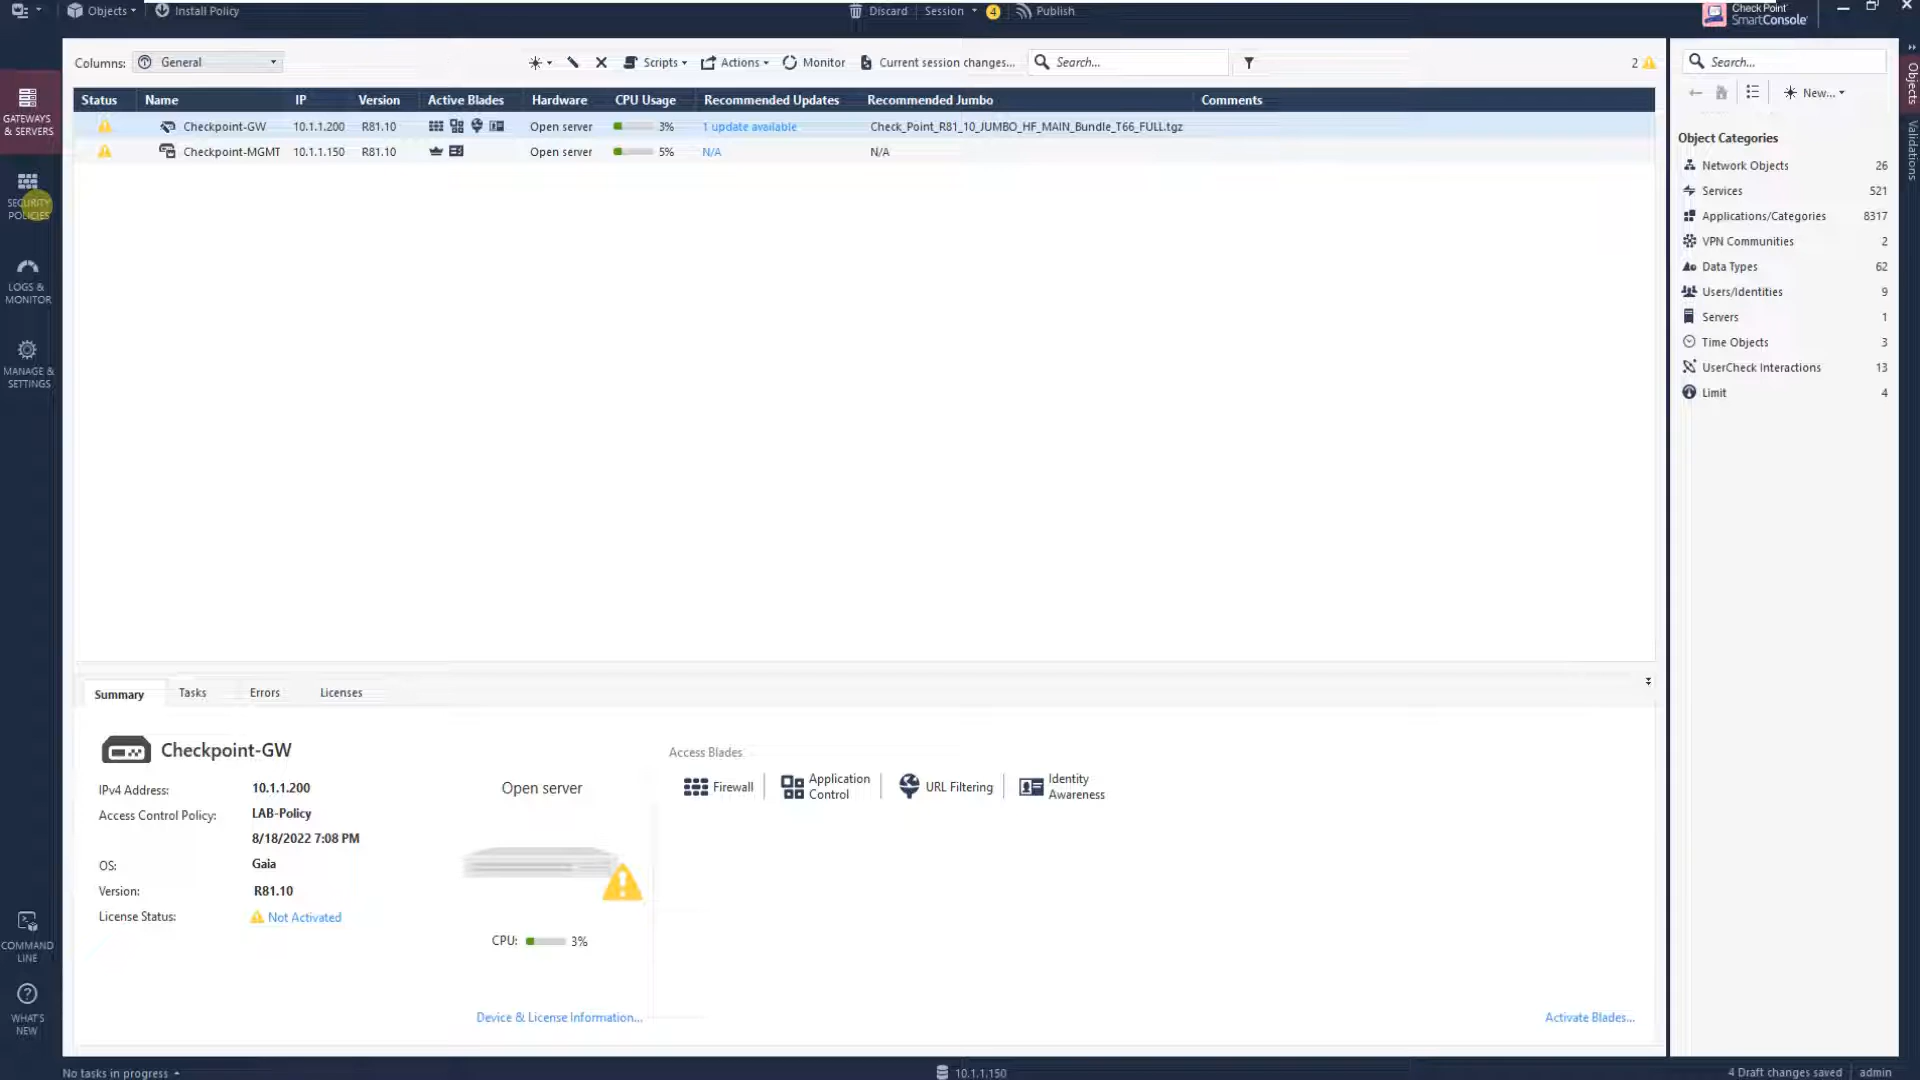 Objects
Install Policy
Discard
Session
4
Publish
Check Point
SmartConsole
Columns:
General
Scripts
Actions
Monitor
Current session changes...
Search...
2
Status Name IP Version Active Blades Hardware CPU Usage Recommended Updates Recommended Jumbo Comments
Checkpoint-GW 10.1.1.200 R81.10 Open server 3% 1 update available Check_Point_R81_10_JUMBO_HF_MAIN_Bundle_T66_FULL.tgz
Checkpoint-MGMT 10.1.1.150 R81.10 Open server 5% N/A N/A
GATEWAYS
& SERVERS
SECURITY
POLICIES
LOGS &
MONITOR
MANAGE &
SETTINGS
COMMAND
LINE
WHAT'S
NEW
Summary
Tasks
Errors
Licenses
Checkpoint-GW
IPv4 Address: 10.1.1.200
Access Control Policy: LAB-Policy
8/18/2022 7:08 PM
OS: Gaia
Version: R81.10
License Status: Not Activated
Open server
CPU: 3%
Device & License Information...
Access Blades
Firewall
Application
Control
URL Filtering
Identity
Awareness
Activate Blades...
Search...
New...
Object Categories
Network Objects 26
Services 521
Applications/Categories 8317
VPN Communities 2
Data Types 62
Users/Identities 9
Servers 1
Time Objects 3
UserCheck Interactions 13
Limit 4
Objects
Validations
No tasks in progress
10.1.1.150
4 Draft changes saved
admin